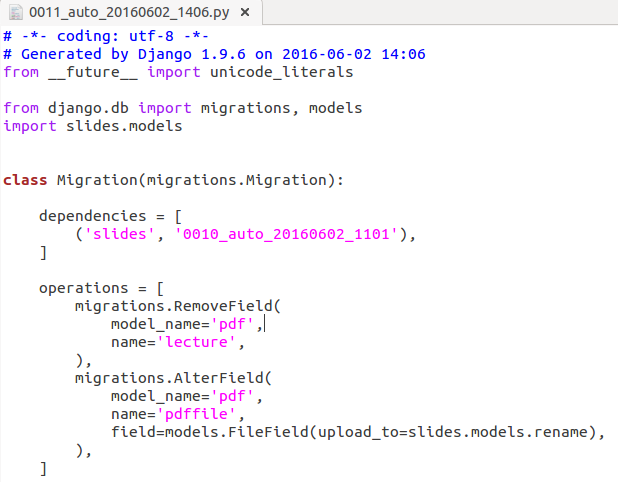 0011_auto_20160602_1406.py ×
# -*- coding: utf-8 -*-
# Generated by Django 1.9.6 on 2016-06-02 14:06
from __future__ import unicode_literals

from django.db import migrations, models
import slides.models


class Migration(migrations.Migration):

    dependencies = [
        ('slides', '0010_auto_20160602_1101'),
    ]

    operations = [
        migrations.RemoveField(
            model_name='pdf',
            name='lecture',
        ),
        migrations.AlterField(
            model_name='pdf',
            name='pdffile',
            field=models.FileField(upload_to=slides.models.rename),
        ),
    ]